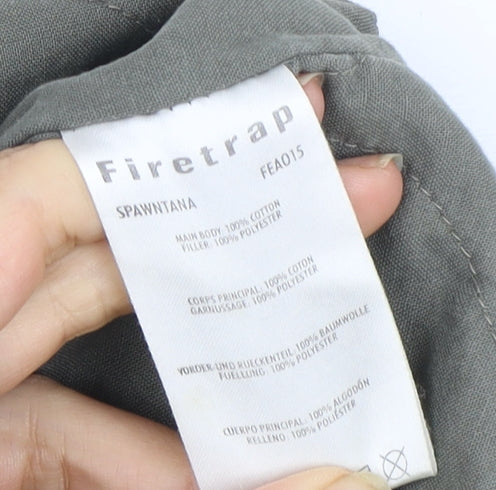 Firetrap
SPAWNTANA FEA015
MAIN BODY: 100% COTTON
FILLER: 100% POLYESTER
CORPS PRINCIPAL: 100% COTON
GARNUSSAGE: 100% POLYESTER
VORDER-UND RUECKENTEIL 100% BAUMWOLLE
FUELLUNG: 100% POLYESTER
CUERPO PRINCIPAL: 100% ALGODÓN
RELLENO: 100% POLIÉSTER